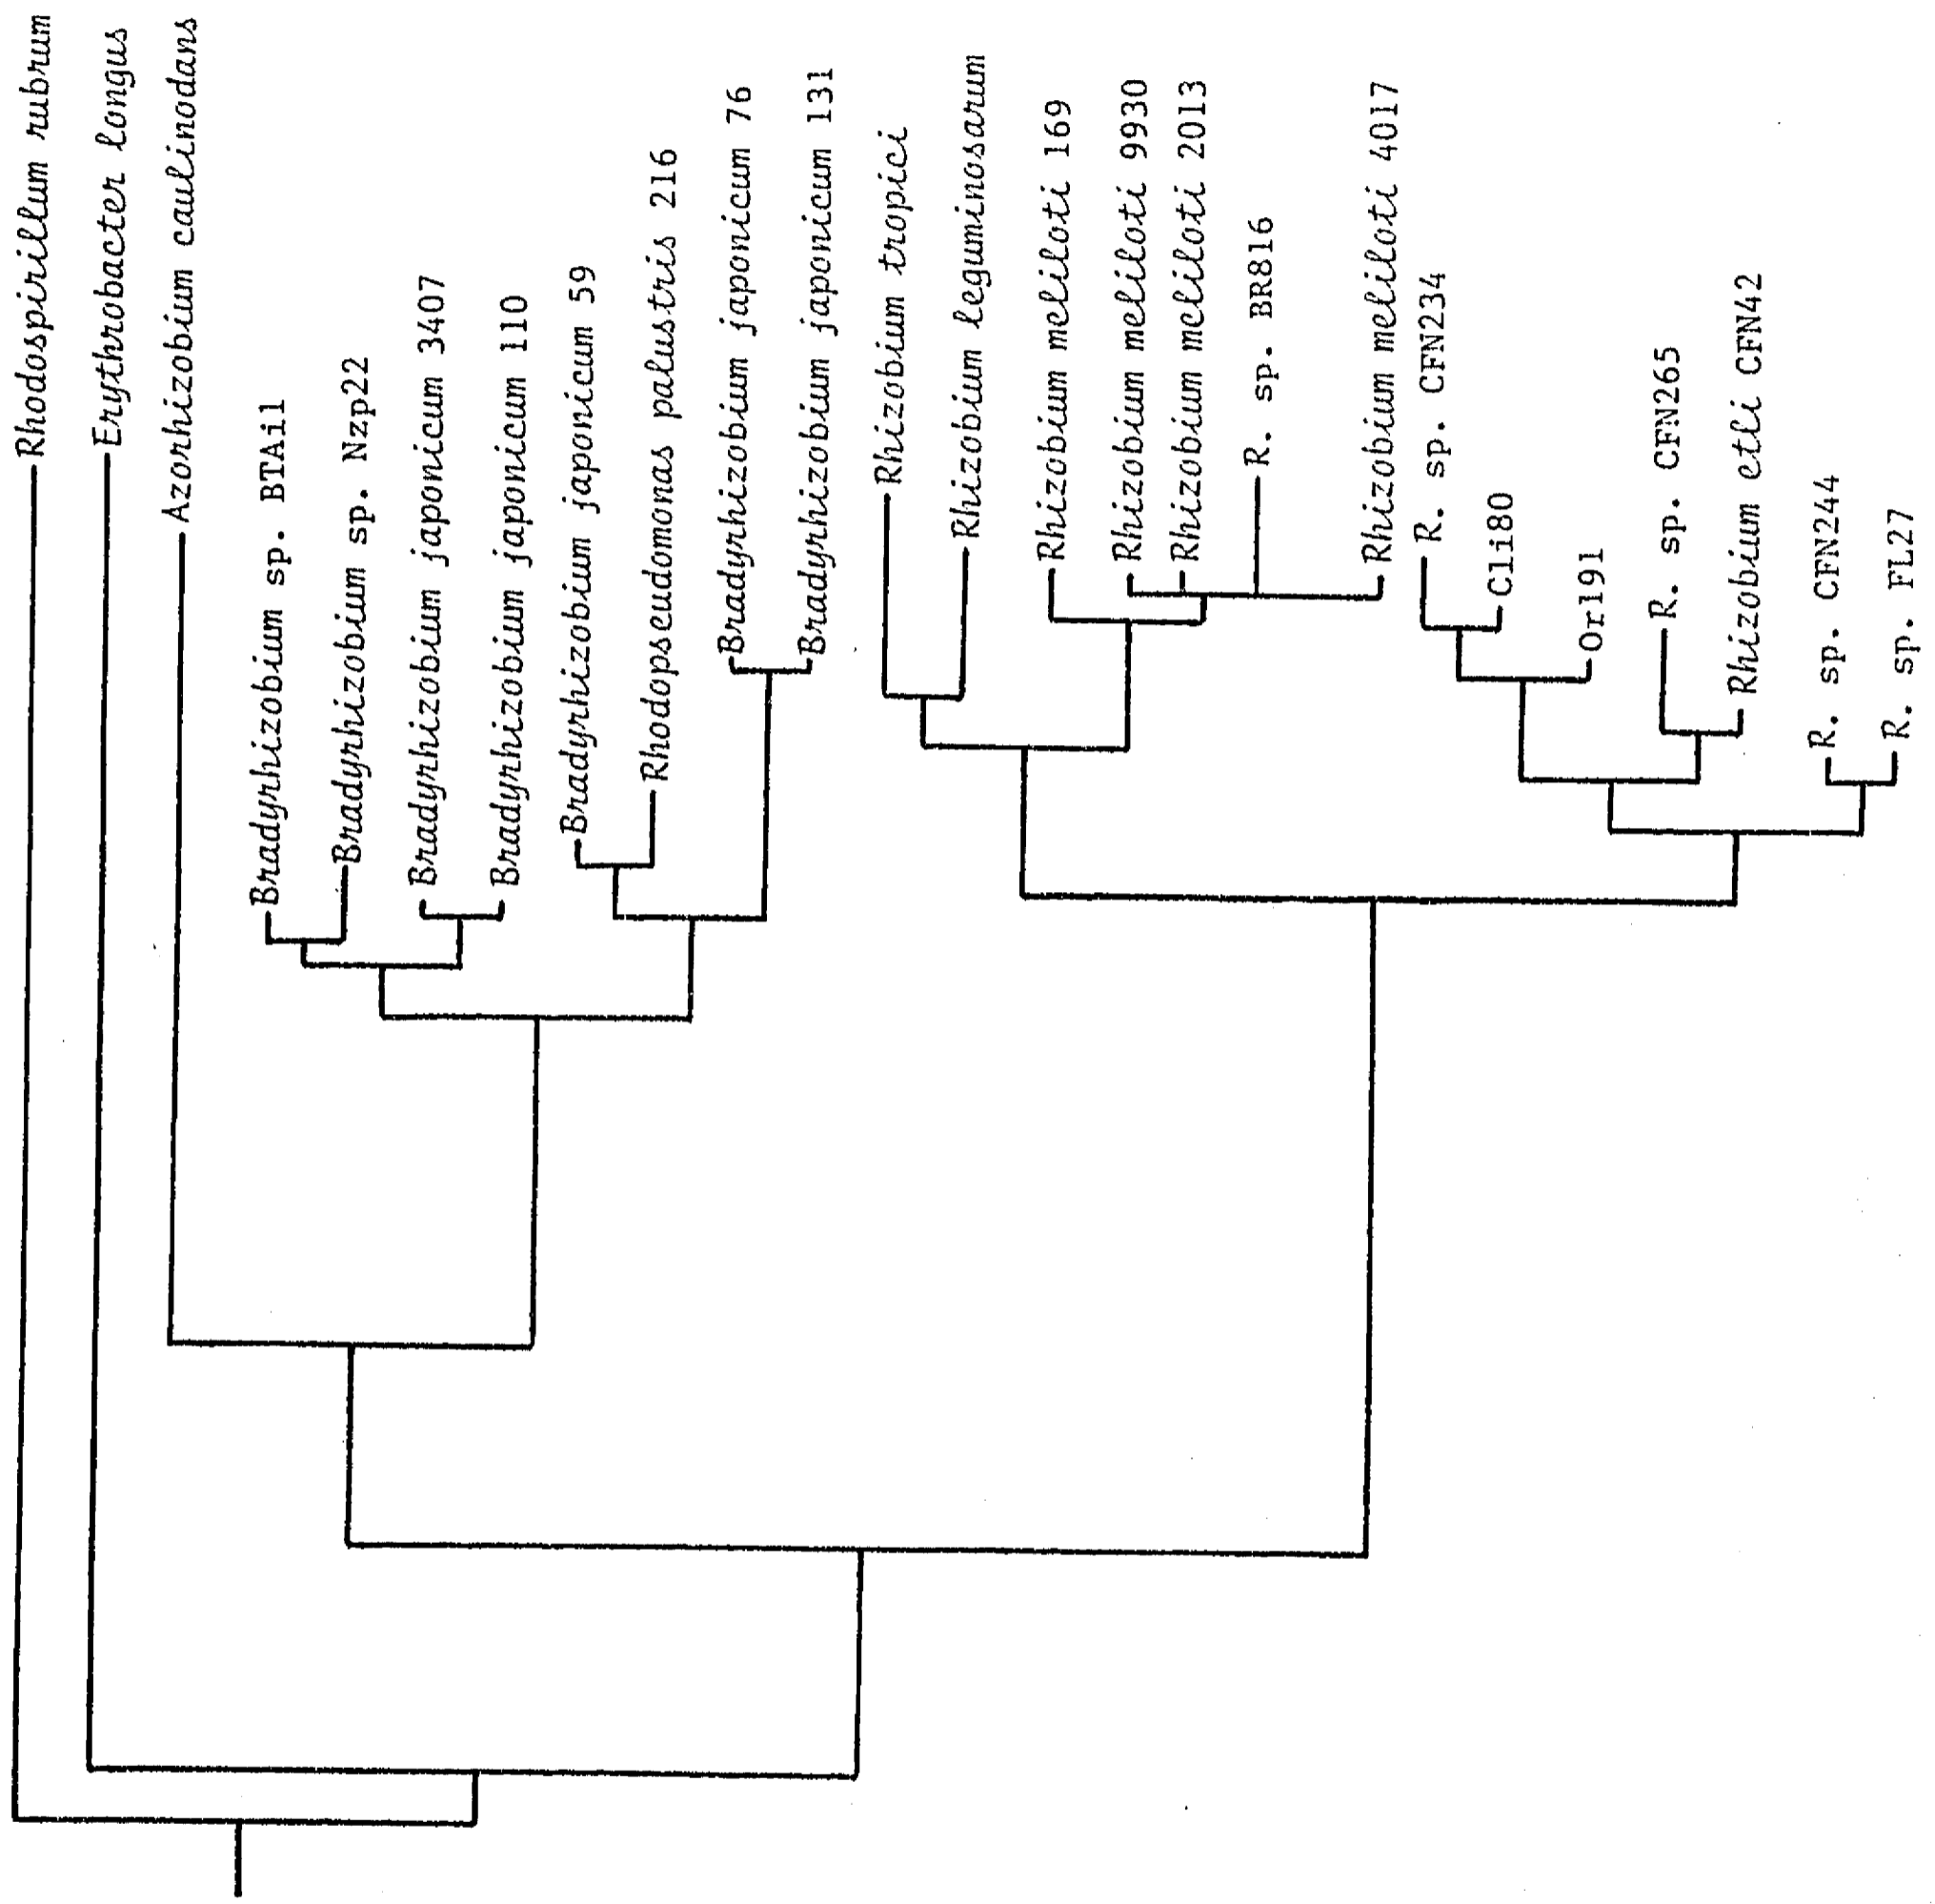 Rhodospirillum rubrum
Erythrobacter longus
Azorhizobium caulinodans
Bradyrhizobium sp. BTAi1
Bradyrhizobium sp. Nzp22
Bradyrhizobium japonicum 3407
Bradyrhizobium japonicum 110
Bradyrhizobium japonicum 59
Rhodopseudomonas palustris 216
Bradyrhizobium japonicum 76
Bradyrhizobium japonicum 131
Rhizobium tropici
Rhizobium leguminosarum
Rhizobium meliloti 169
Rhizobium meliloti 9930
Rhizobium meliloti 2013
R. sp. BR816
Rhizobium meliloti 4017
R. sp. CFN234
Cli80
Or191
R. sp. CFN265
Rhizobium etli CFN42
R. sp. CFN244
R. sp. FL27